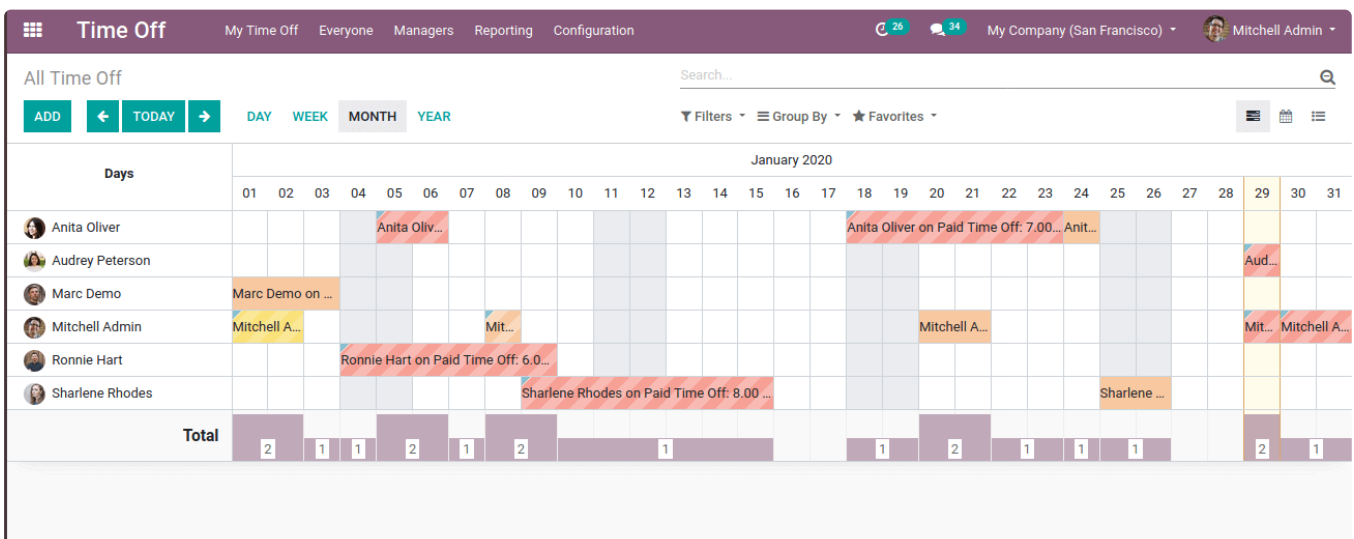 Time Off My Time Off Everyone Managers Reporting Configuration 26 34 My Company (San Francisco) Mitchell Admin
All Time Off Search...
ADD TODAY DAY WEEK MONTH YEAR Filters Group By Favorites
Days January 2020
01 02 03 04 05 06 07 08 09 10 11 12 13 14 15 16 17 18 19 20 21 22 23 24 25 26 27 28 29 30 31
Anita Oliver Anita Oliv... Anita Oliver on Paid Time Off: 7.00... Anit...
Audrey Peterson Aud...
Marc Demo Marc Demo on ...
Mitchell Admin Mitchell A... Mit... Mitchell A... Mit... Mitchell A...
Ronnie Hart Ronnie Hart on Paid Time Off: 6.0...
Sharlene Rhodes Sharlene Rhodes on Paid Time Off: 8.00 ... Sharlene ...
Total 2 1 1 2 1 2 1 1 2 1 1 1 2 1